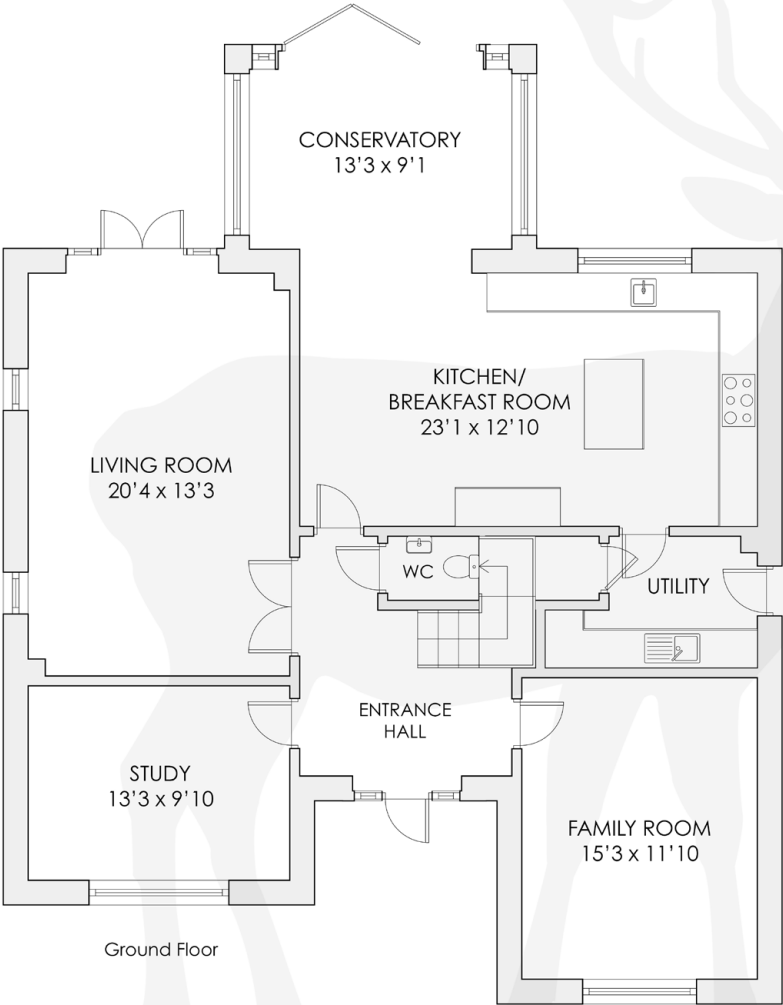 CONSERVATORY
13'3 x 9'1
KITCHEN/
BREAKFAST ROOM
23'1 x 12'10
LIVING ROOM
20'4 x 13'3
WC
UTILITY
ENTRANCE
HALL
STUDY
13'3 x 9'10
FAMILY ROOM
15'3 x 11'10
Ground Floor